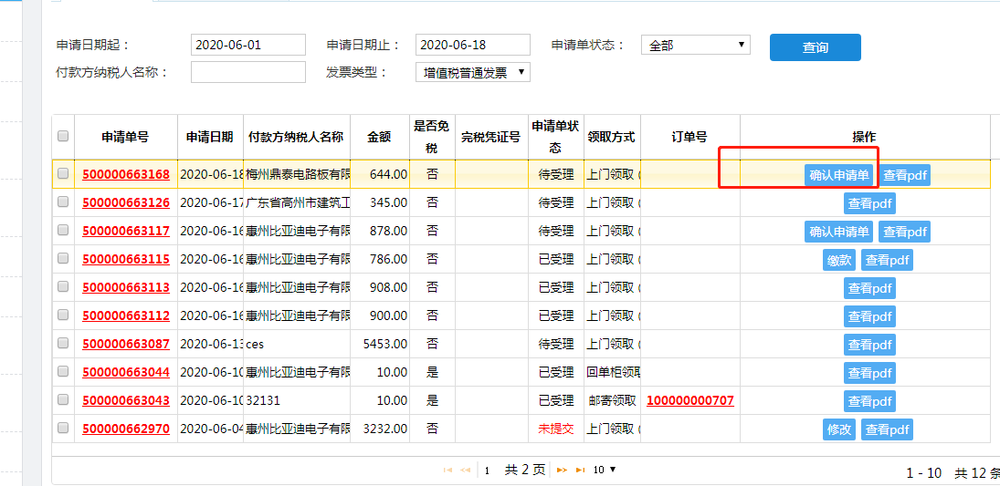 申请日期起： 2020-06-01 申请日期止： 2020-06-18 申请单状态： 全部 查询
付款方纳税人名称： 发票类型： 增值税普通发票
申请单号 申请日期 付款方纳税人名称 金额 是否免税 完税凭证号 申请单状态 领取方式 订单号 操作
500000663168 2020-06-18 梅州鼎泰电路板有限 644.00 否 待受理 上门领取（ 确认申请单 查看pdf
500000663126 2020-06-17 广东省高州市建筑工 345.00 否 待受理 上门领取（ 查看pdf
500000663117 2020-06-16 惠州比亚迪电子有限 878.00 否 待受理 上门领取（ 确认申请单 查看pdf
500000663115 2020-06-16 惠州比亚迪电子有限 786.00 否 已受理 上门领取（ 缴款 查看pdf
500000663113 2020-06-16 惠州比亚迪电子有限 908.00 否 已受理 上门领取（ 查看pdf
500000663112 2020-06-16 惠州比亚迪电子有限 900.00 否 已受理 上门领取（ 查看pdf
500000663087 2020-06-13 ces 5453.00 否 待受理 上门领取（ 查看pdf
500000663044 2020-06-10 惠州比亚迪电子有限 10.00 是 已受理 回单柜领取 查看pdf
500000663043 2020-06-10 32131 10.00 是 已受理 邮寄领取 100000000707 查看pdf
500000662970 2020-06-04 惠州比亚迪电子有限 3232.00 否 未提交 上门领取（ 修改 查看pdf
1 共 2 页 10 1 - 10 共 12 条